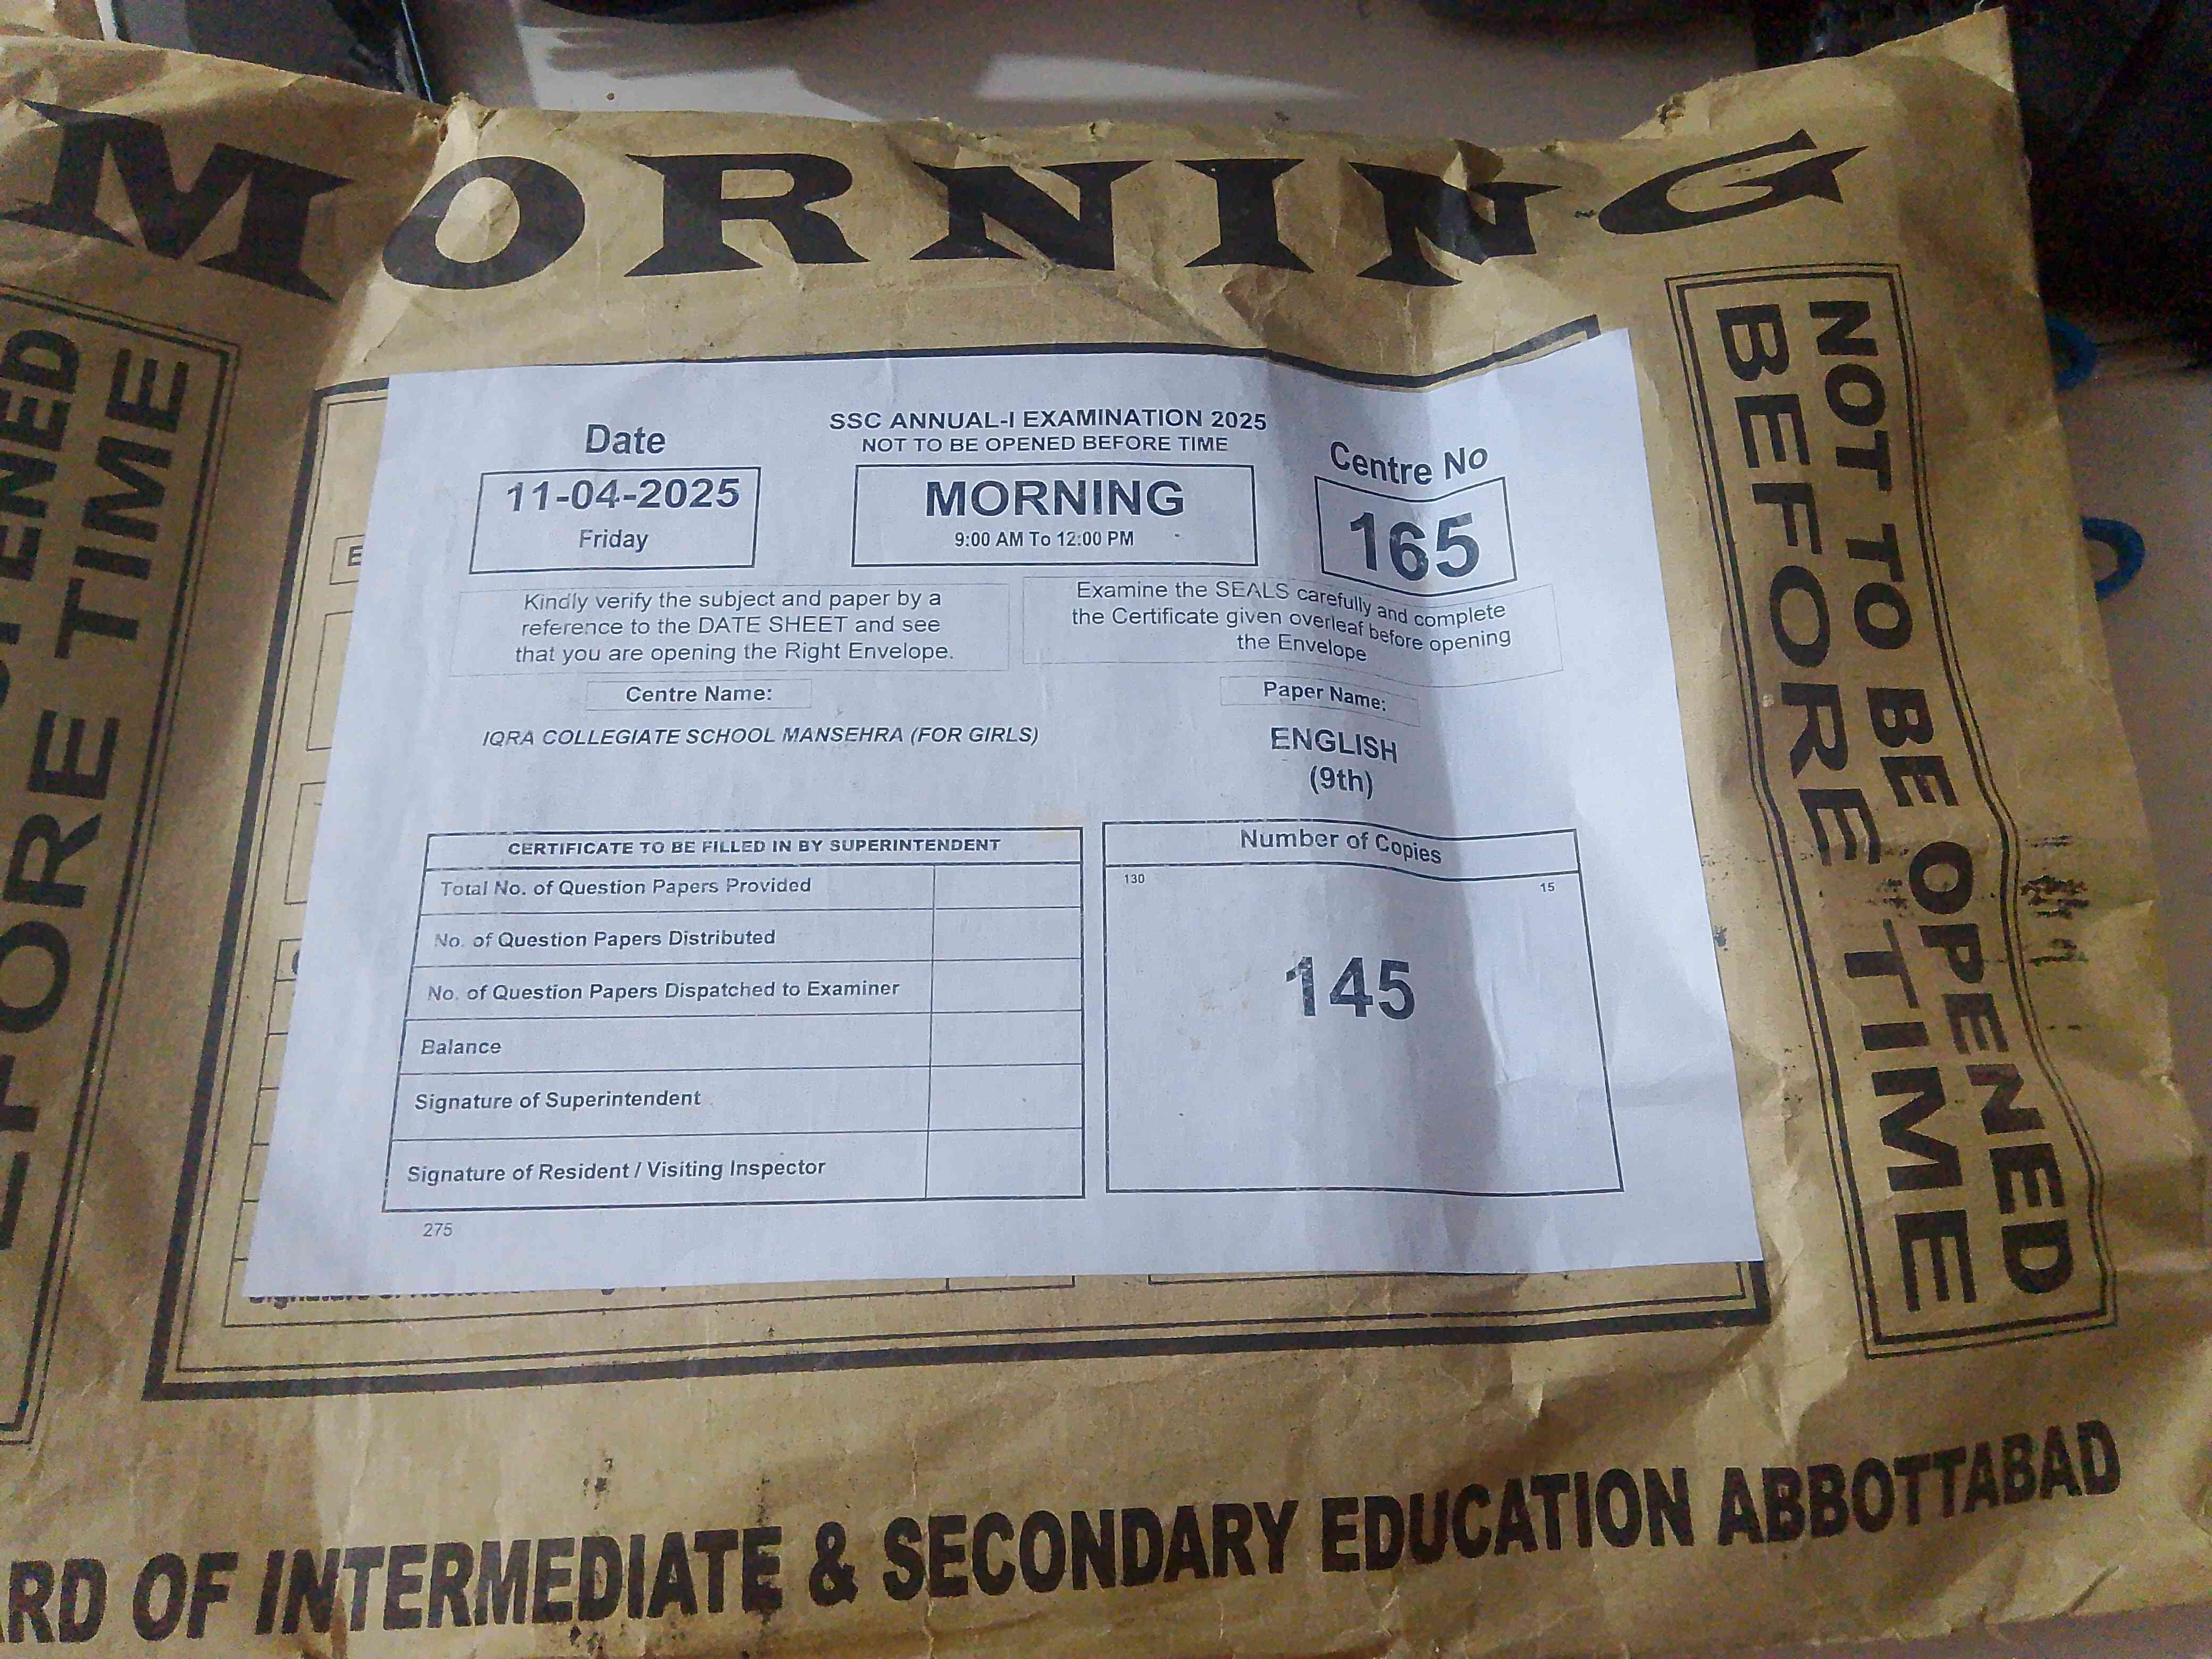 MORNING
NOT TO BE OPENED
BEFORE TIME
BEFORE TIME
SSC ANNUAL-I EXAMINATION 2025
NOT TO BE OPENED BEFORE TIME
Date
11-04-2025
Friday
MORNING
9:00 AM To 12:00 PM
Centre No
165
Kindly verify the subject and paper by a
reference to the DATE SHEET and see
that you are opening the Right Envelope.
Examine the SEALS carefully and complete
the Certificate given overleaf before opening
the Envelope
Centre Name:
IQRA COLLEGIATE SCHOOL MANSEHRA (FOR GIRLS)
Paper Name:
ENGLISH
(9th)
CERTIFICATE TO BE FILLED IN BY SUPERINTENDENT
Total No. of Question Papers Provided
No. of Question Papers Distributed
No. of Question Papers Dispatched to Examiner
Balance
Signature of Superintendent
Signature of Resident / Visiting Inspector
275
Number of Copies
130
15
145
OF INTERMEDIATE & SECONDARY EDUCATION ABBOTTABAD